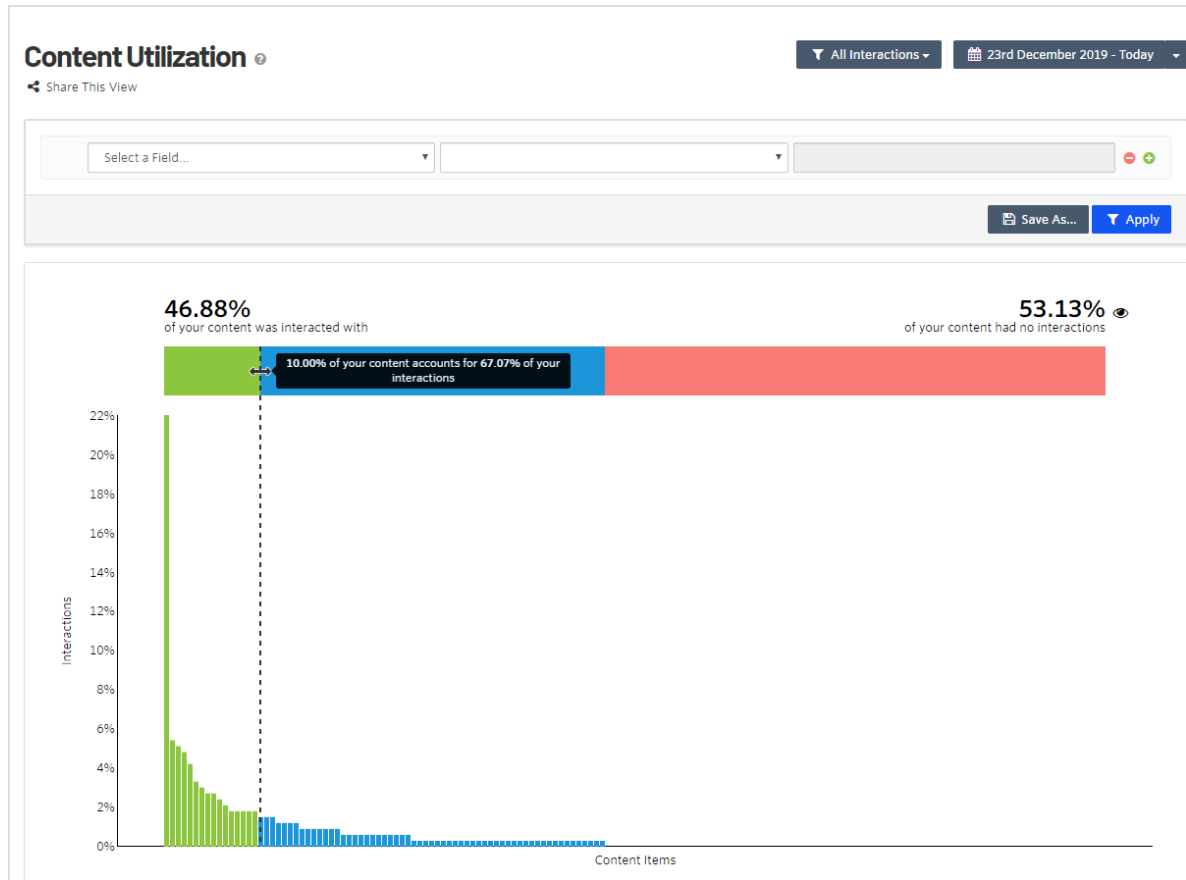 Content Utilization
All Interactions
23rd December 2019 - Today
Share This View
Select a Field...
Save As...
Apply
46.88%
of your content was interacted with
53.13%
of your content had no interactions
10.00% of your content accounts for 67.07% of your
interactions
22%
20%
18%
16%
14%
12%
10%
8%
6%
4%
2%
0%
Interactions
Content Items